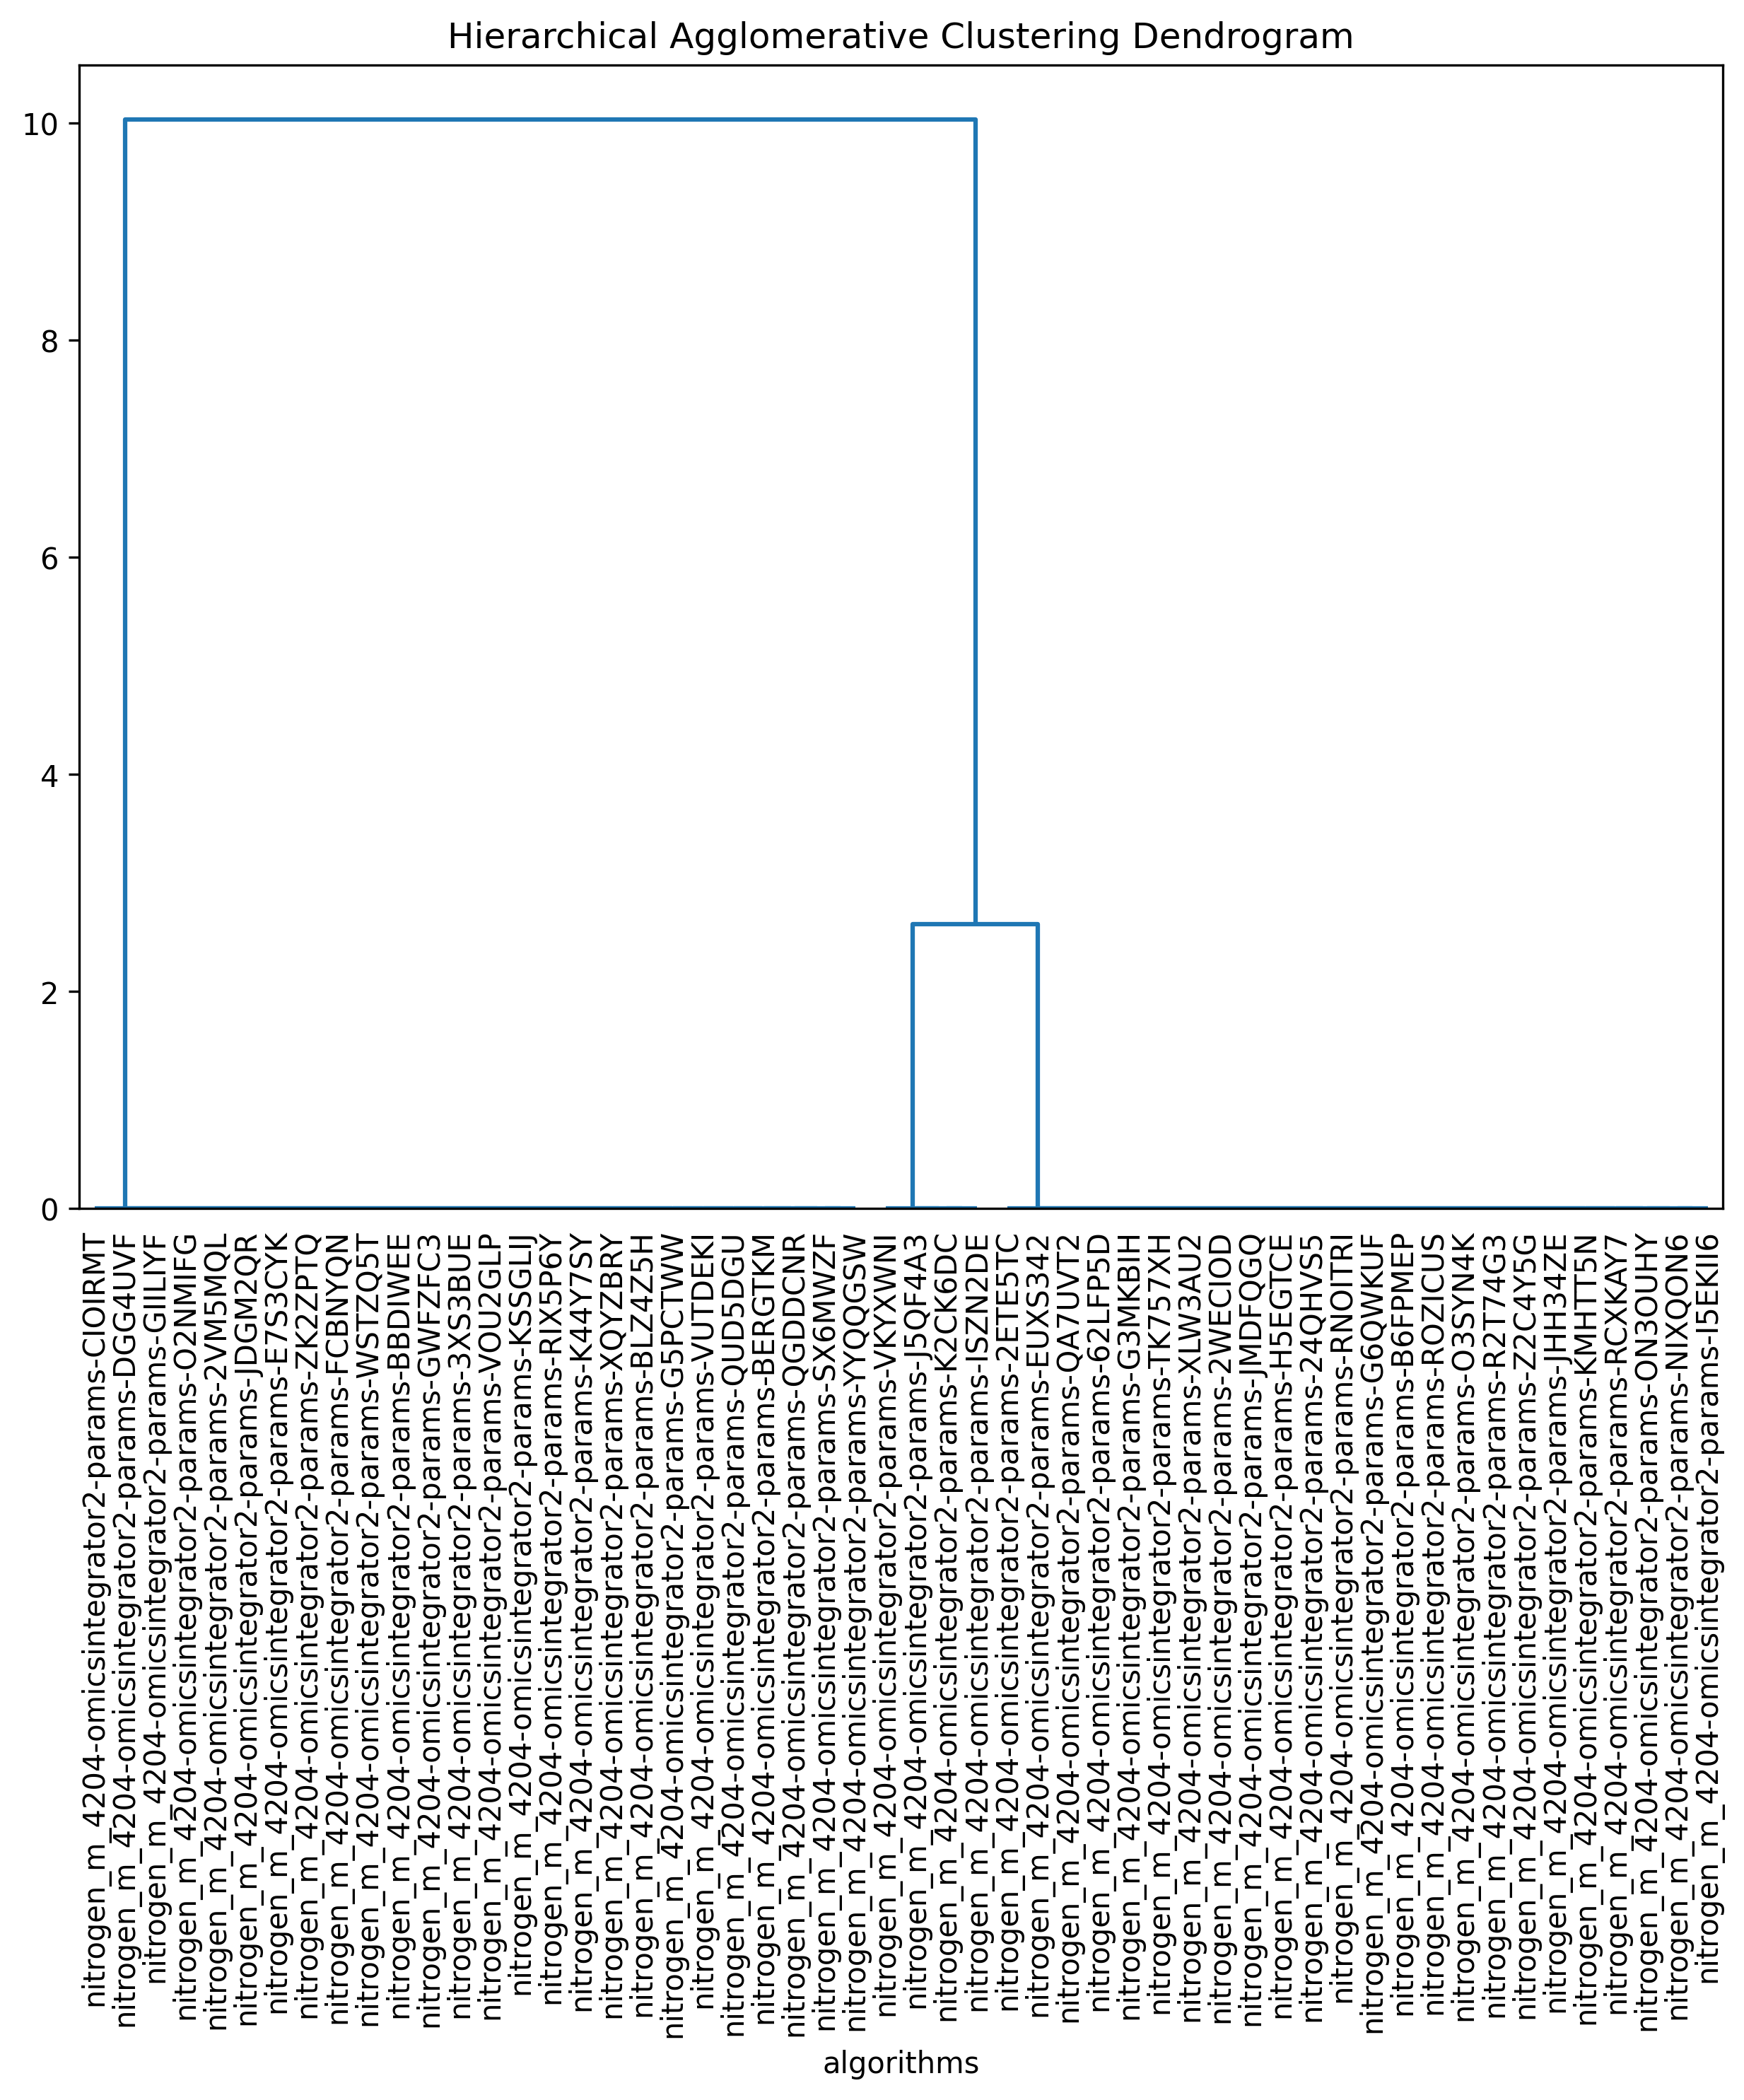 Hierarchical Agglomerative Clustering Dendrogram
10
8
6
4
2
0
nitrogen_m_4204-omicsintegrator2-params-CIOIRMT
nitrogen_m_4204-omicsintegrator2-params-DGG4UVF
nitrogen_m_4204-omicsintegrator2-params-GIILIYF
nitrogen_m_4204-omicsintegrator2-params-O2NMIFG
nitrogen_m_4204-omicsintegrator2-params-2VM5MQL
nitrogen_m_4204-omicsintegrator2-params-JDGM2QR
nitrogen_m_4204-omicsintegrator2-params-E7S3CYK
nitrogen_m_4204-omicsintegrator2-params-ZK2ZPTQ
nitrogen_m_4204-omicsintegrator2-params-FCBNYQN
nitrogen_m_4204-omicsintegrator2-params-WSTZQ5T
nitrogen_m_4204-omicsintegrator2-params-BBDIWEE
nitrogen_m_4204-omicsintegrator2-params-GWFZFC3
nitrogen_m_4204-omicsintegrator2-params-3XS3BUE
nitrogen_m_4204-omicsintegrator2-params-VOU2GLP
nitrogen_m_4204-omicsintegrator2-params-KSSGLIJ
nitrogen_m_4204-omicsintegrator2-params-RIX5P6Y
nitrogen_m_4204-omicsintegrator2-params-K44Y7SY
nitrogen_m_4204-omicsintegrator2-params-XQYZBRY
nitrogen_m_4204-omicsintegrator2-params-BLZ4Z5H
nitrogen_m_4204-omicsintegrator2-params-G5PCTWW
nitrogen_m_4204-omicsintegrator2-params-VUTDEKI
nitrogen_m_4204-omicsintegrator2-params-QUD5DGU
nitrogen_m_4204-omicsintegrator2-params-BERGTKM
nitrogen_m_4204-omicsintegrator2-params-QGDDCNR
nitrogen_m_4204-omicsintegrator2-params-SX6MWZF
nitrogen_m_4204-omicsintegrator2-params-YYQQGSW
nitrogen_m_4204-omicsintegrator2-params-VKYXWNI
nitrogen_m_4204-omicsintegrator2-params-J5QF4A3
nitrogen_m_4204-omicsintegrator2-params-K2CK6DC
nitrogen_m_4204-omicsintegrator2-params-ISZN2DE
nitrogen_m_4204-omicsintegrator2-params-2ETE5TC
nitrogen_m_4204-omicsintegrator2-params-EUXS342
nitrogen_m_4204-omicsintegrator2-params-QA7UVT2
nitrogen_m_4204-omicsintegrator2-params-62LFP5D
nitrogen_m_4204-omicsintegrator2-params-G3MKBIH
nitrogen_m_4204-omicsintegrator2-params-TK757XH
nitrogen_m_4204-omicsintegrator2-params-XLW3AU2
nitrogen_m_4204-omicsintegrator2-params-2WECIOD
nitrogen_m_4204-omicsintegrator2-params-JMDFQGQ
nitrogen_m_4204-omicsintegrator2-params-H5EGTCE
nitrogen_m_4204-omicsintegrator2-params-24QHVS5
nitrogen_m_4204-omicsintegrator2-params-RNOITRI
nitrogen_m_4204-omicsintegrator2-params-G6QWKUF
nitrogen_m_4204-omicsintegrator2-params-B6FPMEP
nitrogen_m_4204-omicsintegrator2-params-ROZICUS
nitrogen_m_4204-omicsintegrator2-params-O3SYN4K
nitrogen_m_4204-omicsintegrator2-params-R2T74G3
nitrogen_m_4204-omicsintegrator2-params-Z2C4Y5G
nitrogen_m_4204-omicsintegrator2-params-JHH34ZE
nitrogen_m_4204-omicsintegrator2-params-KMHTT5N
nitrogen_m_4204-omicsintegrator2-params-RCXKAY7
nitrogen_m_4204-omicsintegrator2-params-ON3OUHY
nitrogen_m_4204-omicsintegrator2-params-NIXQON6
nitrogen_m_4204-omicsintegrator2-params-I5EKII6
algorithms